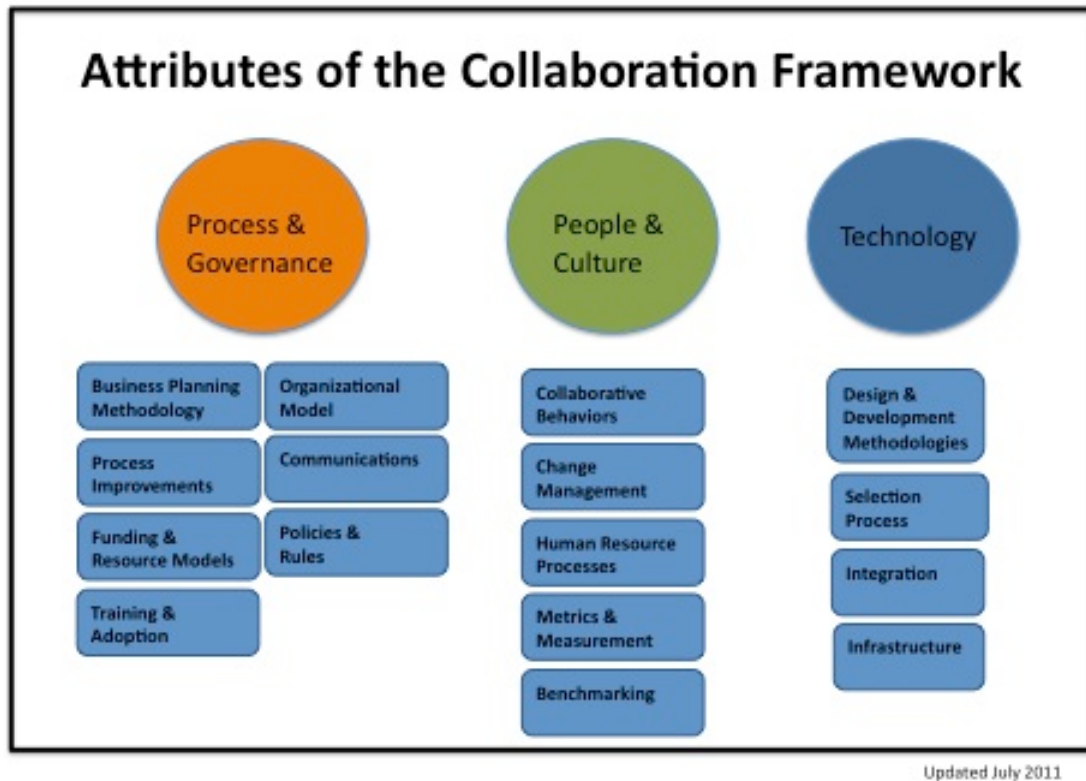 Attributes of the Collaboration Framework
Process &
Governance
Business Planning
Methodology
Organizational
Model
Process
Improvements
Communications
Funding &
Resource Models
Policies &
Rules
Training &
Adoption
People &
Culture
Collaborative
Behaviors
Change
Management
Human Resource
Processes
Metrics &
Measurement
Benchmarking
Technology
Design &
Development
Methodologies
Selection
Process
Integration
Infrastructure
Updated July 2011